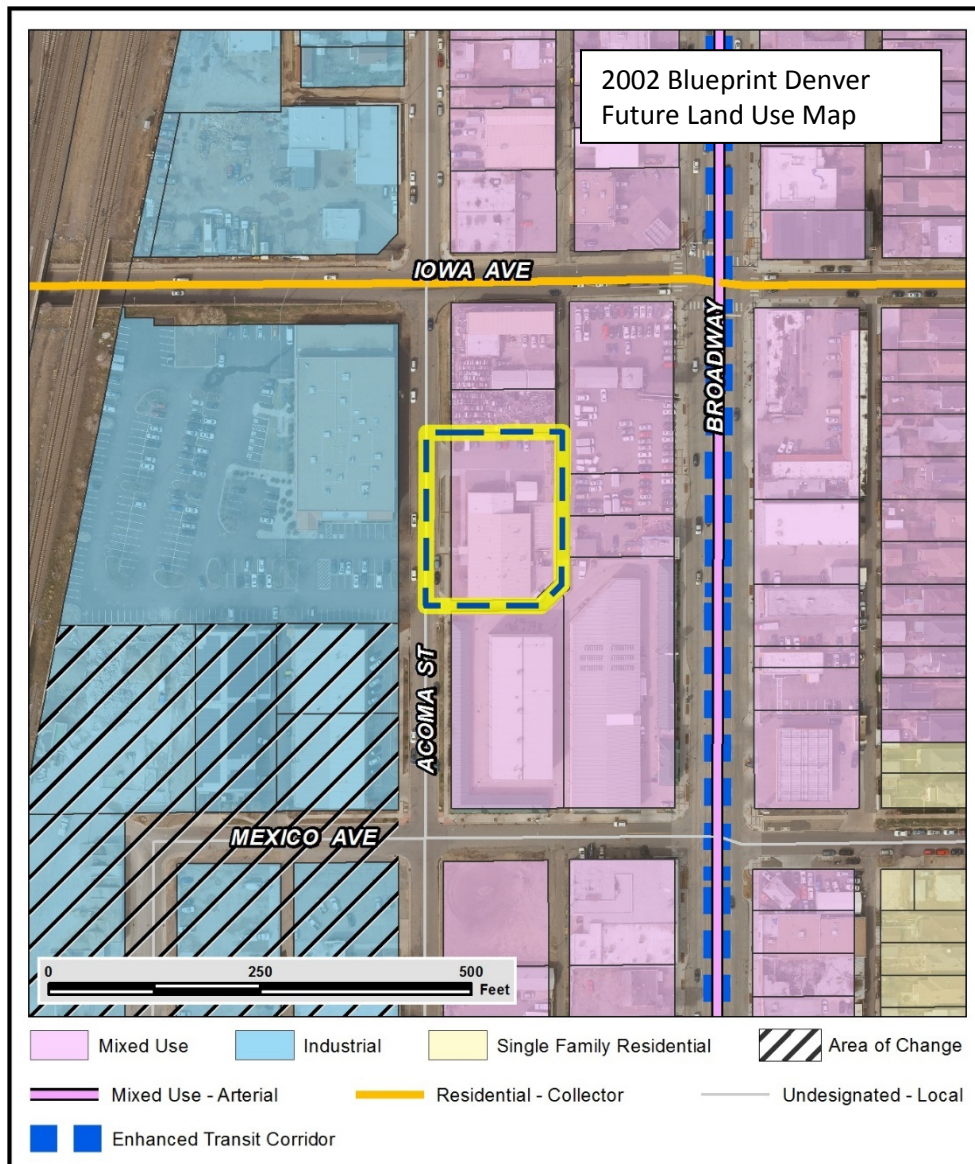 2002 Blueprint Denver
Future Land Use Map
IOWA AVE
BROADWAY
ACOMA ST
MEXICO AVE
0 250 500
Feet
Mixed Use
Industrial
Single Family Residential
Area of Change
Mixed Use - Arterial
Residential - Collector
Undesignated - Local
Enhanced Transit Corridor